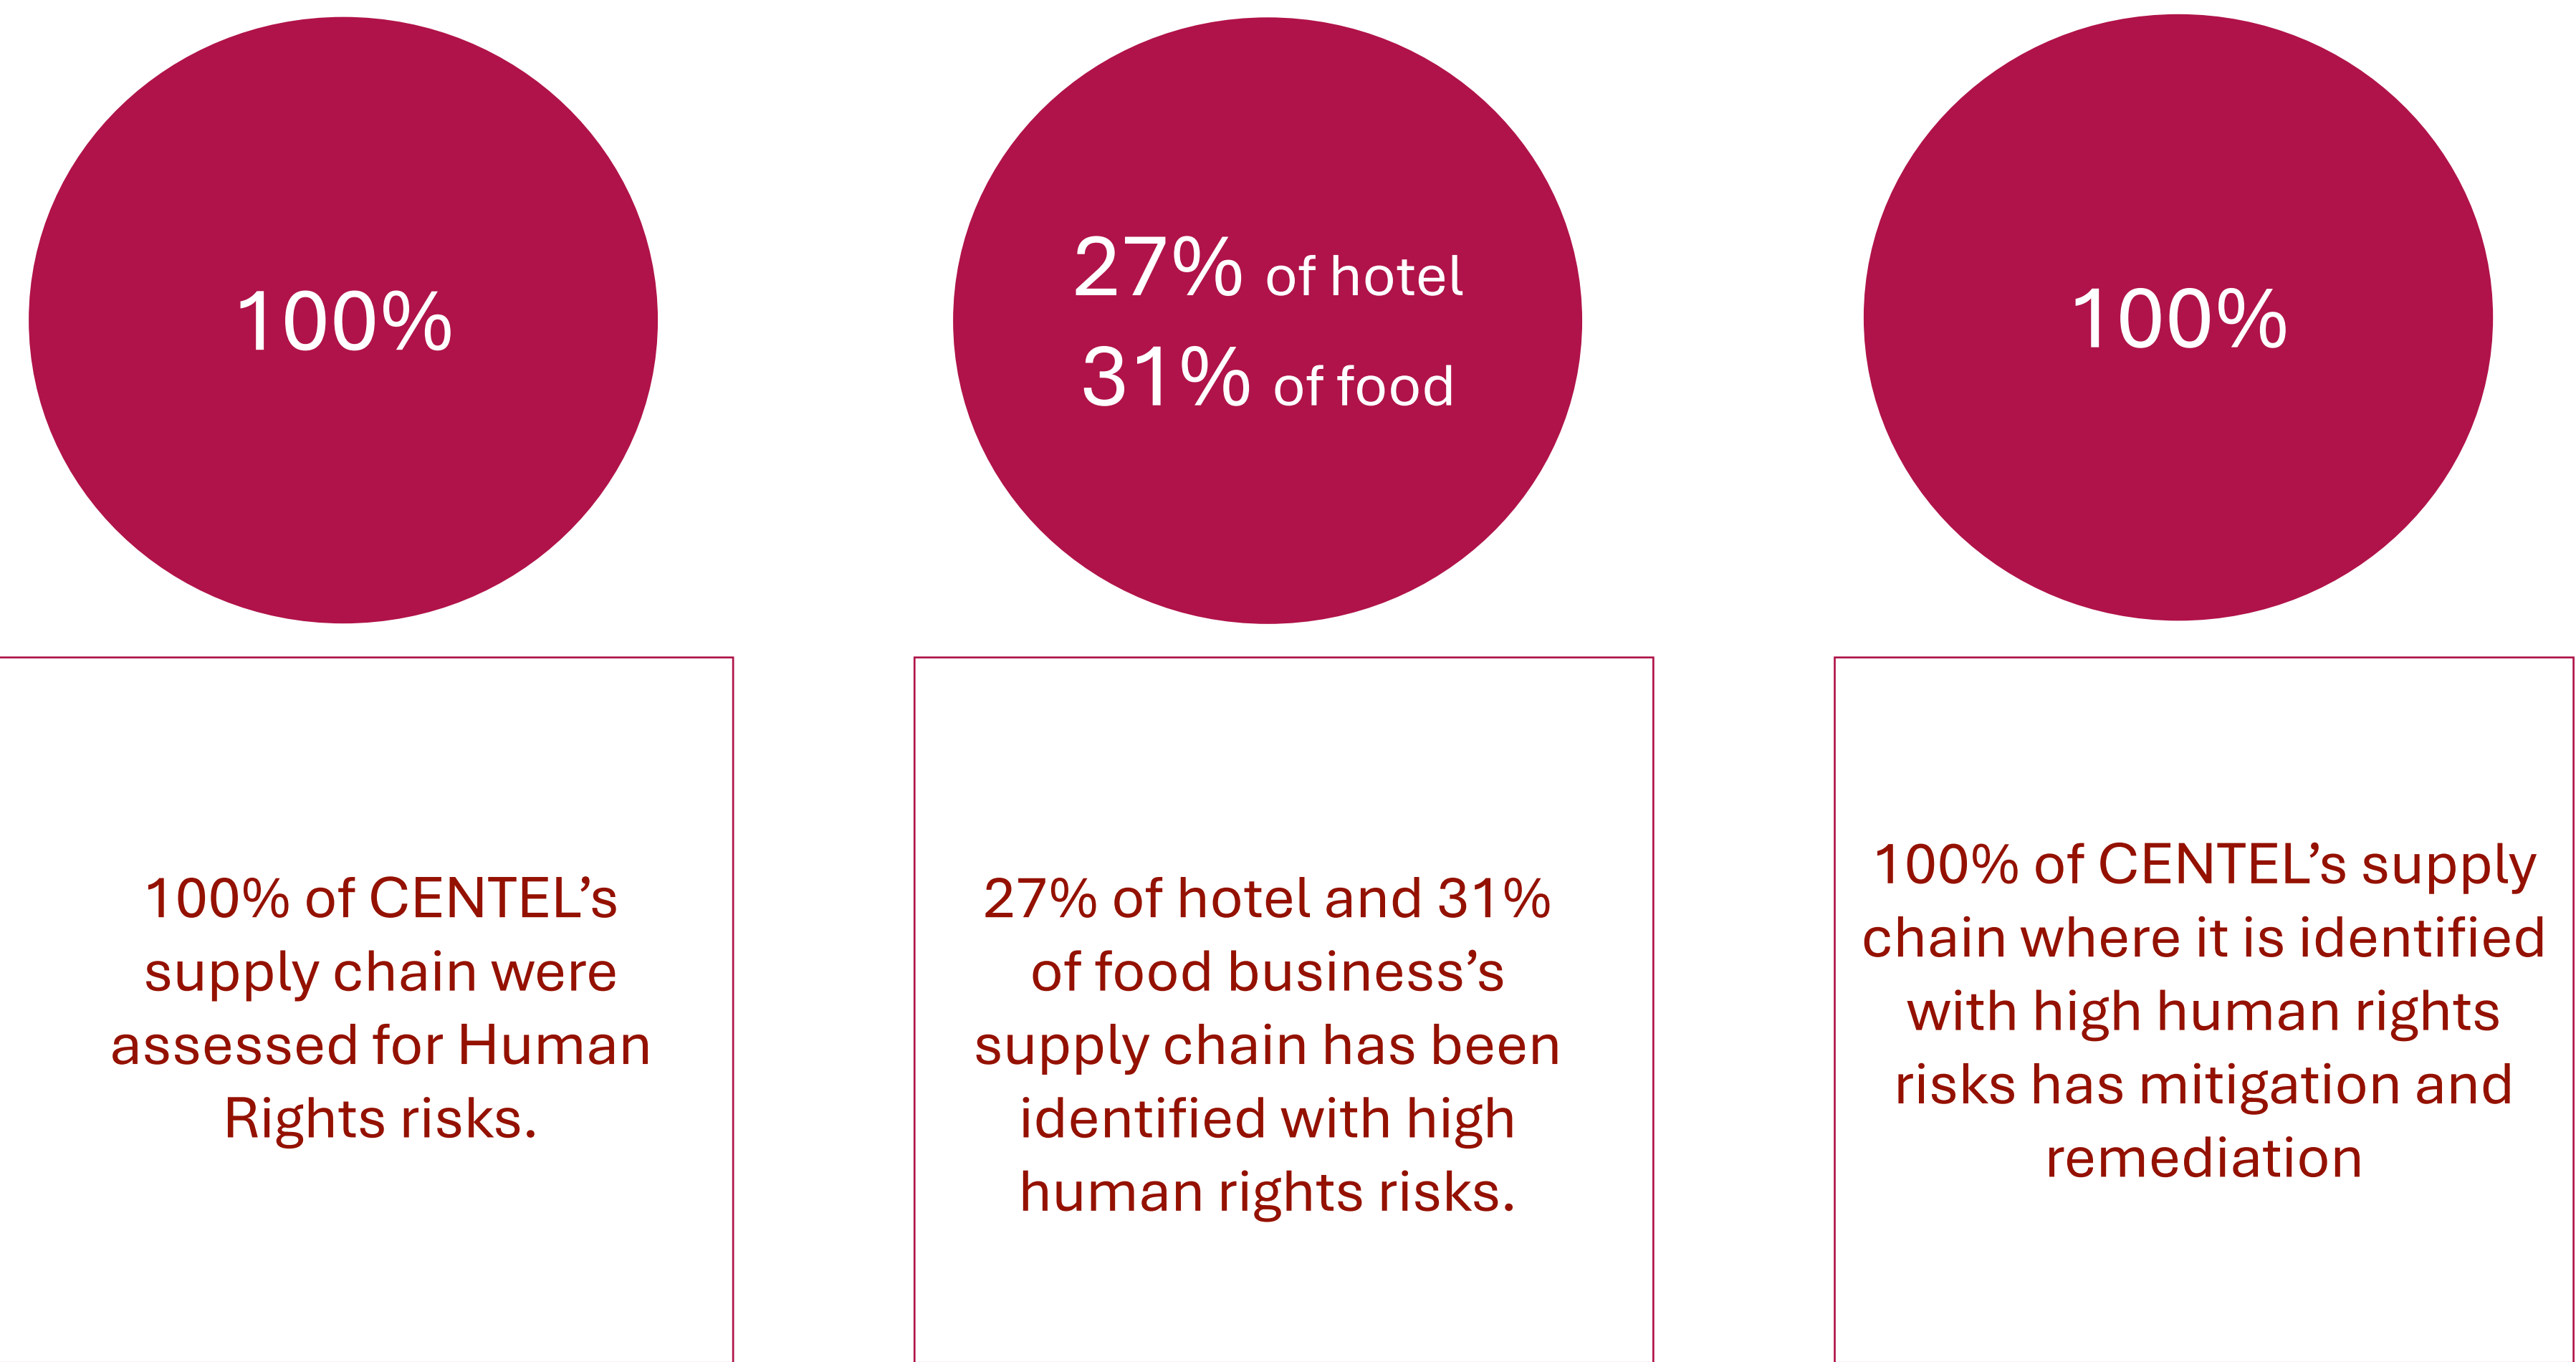 100%
27% of hotel
31% of food
100%
100% of CENTEL’s
supply chain were
assessed for Human
Rights risks.
27% of hotel and 31%
of food business’s
supply chain has been
identified with high
human rights risks.
100% of CENTEL’s supply
chain where it is identified
with high human rights
risks has mitigation and
remediation